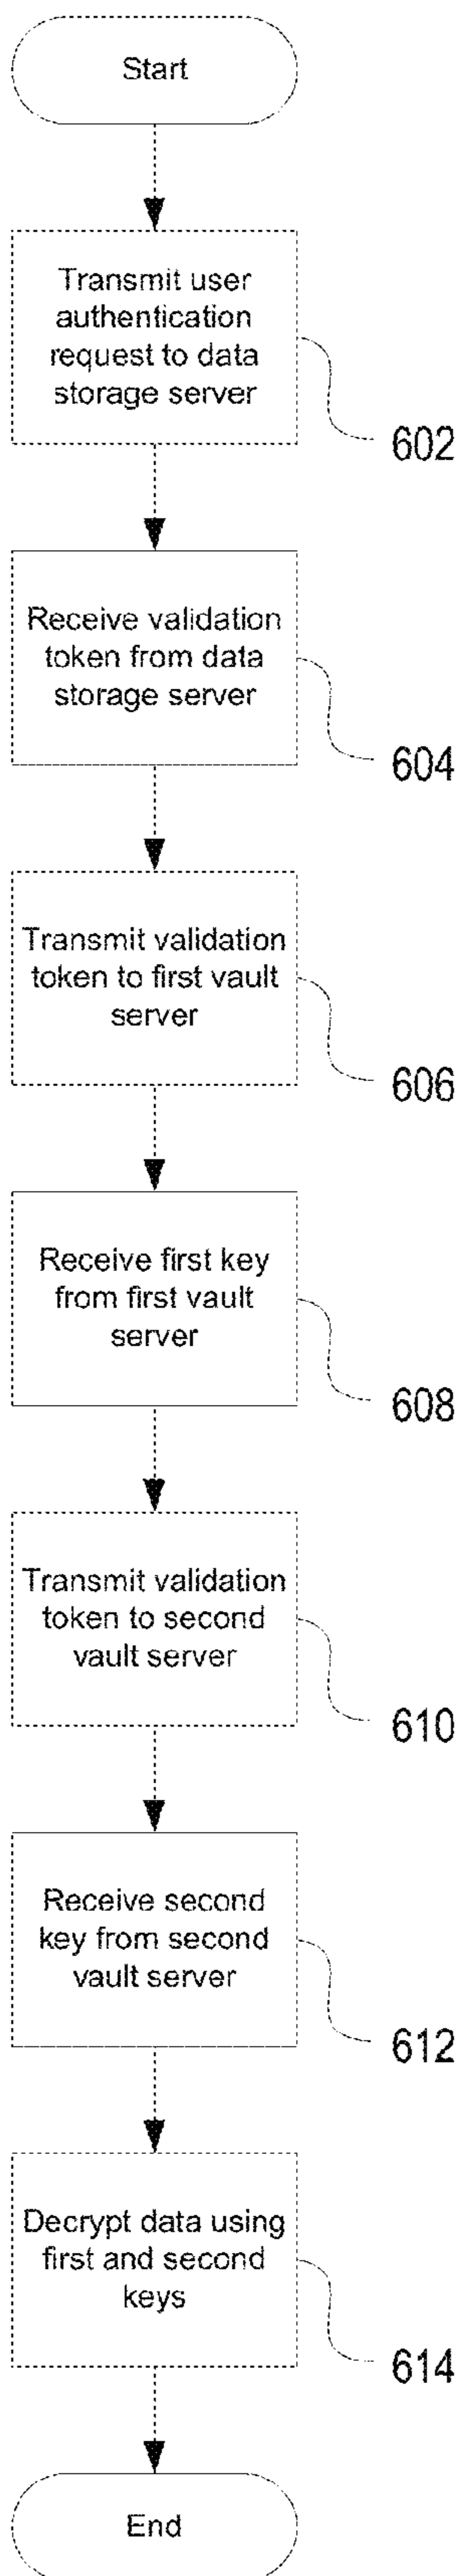 Start
Transmit user
authentication
request to data
storage server
602
Receive validation
token from data
storage server
604
Transmit validation
token to first vault
server
606
Receive first key
from first vault
server
608
Transmit validation
token to second
vault server
610
Receive second
key from second
vault server
612
Decrypt data using
first and second
keys
614
End